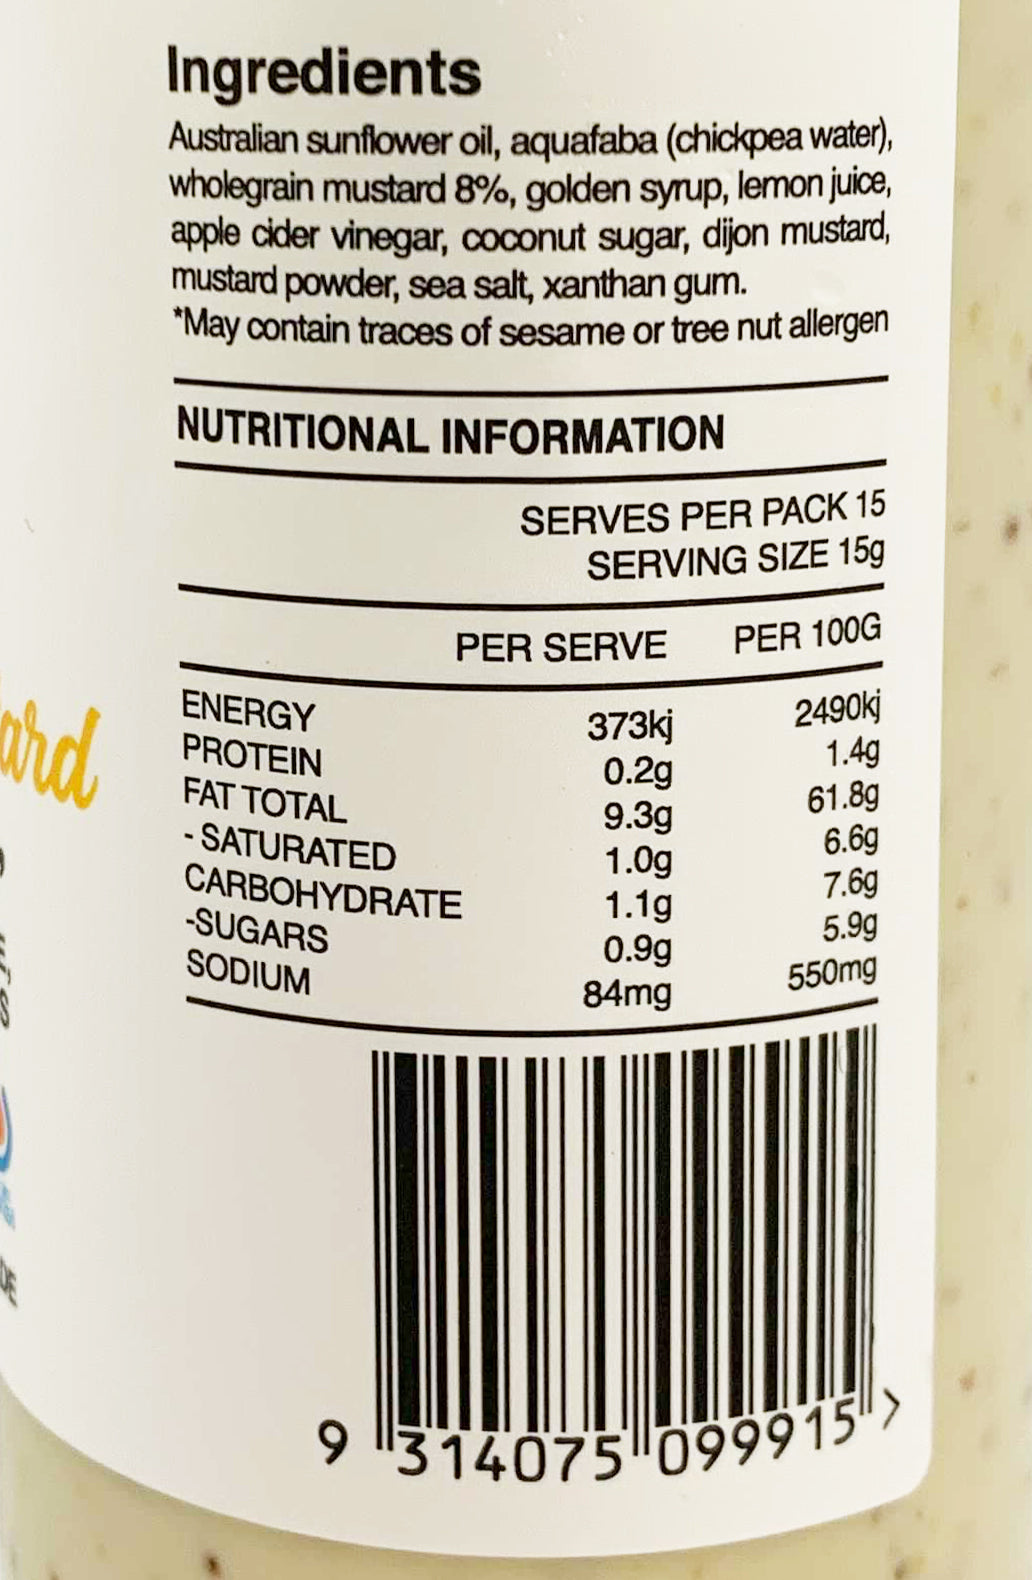 Ingredients
Australian sunflower oil, aquafaba (chickpea water),
wholegrain mustard 8%, golden syrup, lemon juice,
apple cider vinegar, coconut sugar, dijon mustard,
mustard powder, sea salt, xanthan gum.
*May contain traces of sesame or tree nut allergen
NUTRITIONAL INFORMATION
SERVES PER PACK 15
SERVING SIZE 15g
PER SERVE PER 100G
ENERGY 373kj 2490kj
PROTEIN 0.2g 1.4g
FAT TOTAL 9.3g 61.8g
- SATURATED 1.0g 6.6g
CARBOHYDRATE 1.1g 7.6g
-SUGARS 0.9g 5.9g
SODIUM 84mg 550mg
ard
9 314075 099915 >